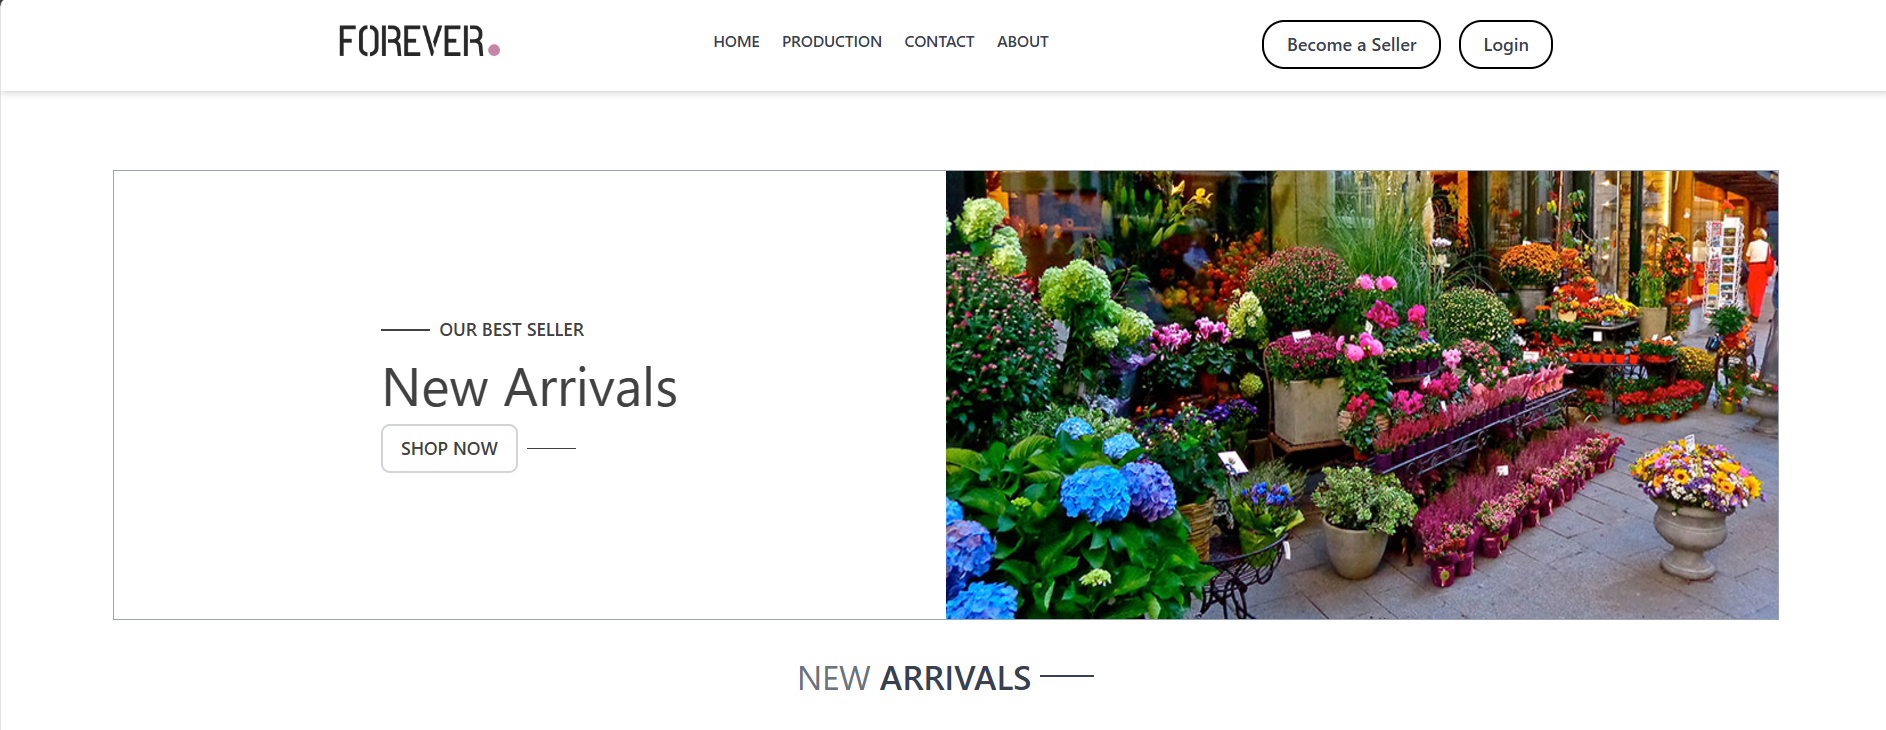 FOREVER.
HOME PRODUCTION CONTACT ABOUT
Become a Seller
Login
OUR BEST SELLER
New Arrivals
SHOP NOW
NEW ARRIVALS